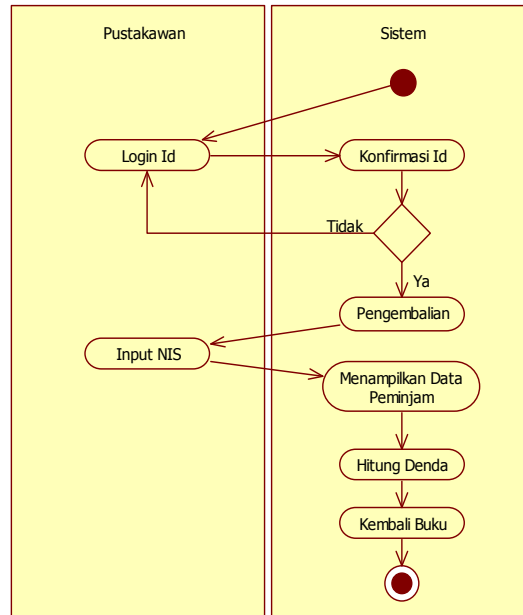 Pustakawan
Sistem
Login Id
Konfirmasi Id
Tidak
Ya
Pengembalian
Input NIS
Menampilkan Data
Peminjam
Hitung Denda
Kembali Buku